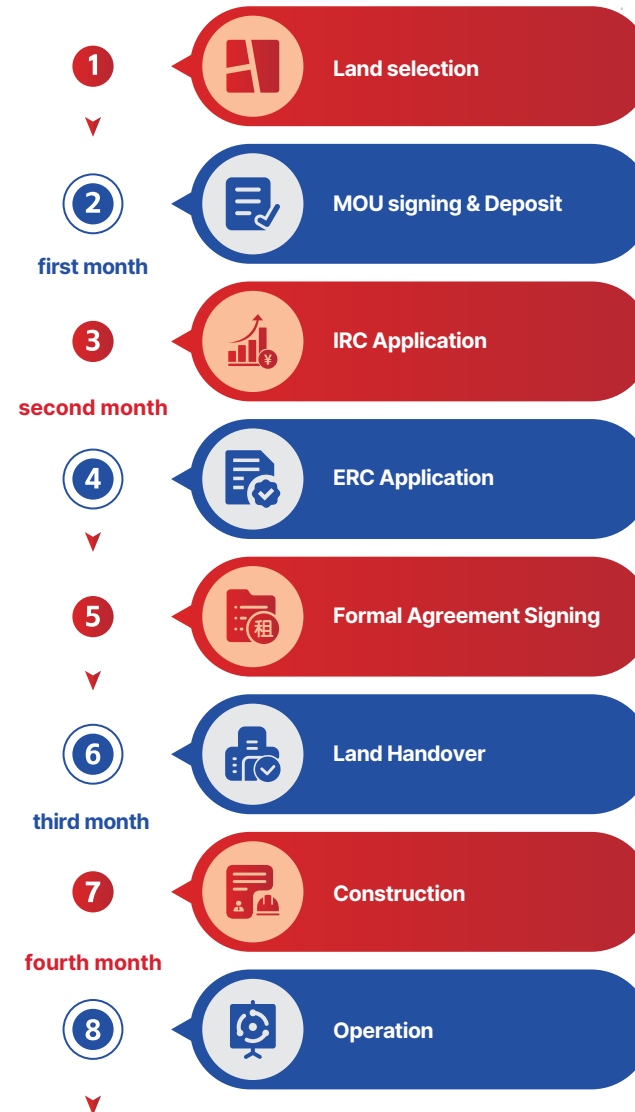 1
Land selection
2
MOU signing & Deposit
first month
3
¥
IRC Application
second month
4
ERC Application
5
租
Formal Agreement Signing
6
Land Handover
third month
7
Construction
fourth month
8
Operation